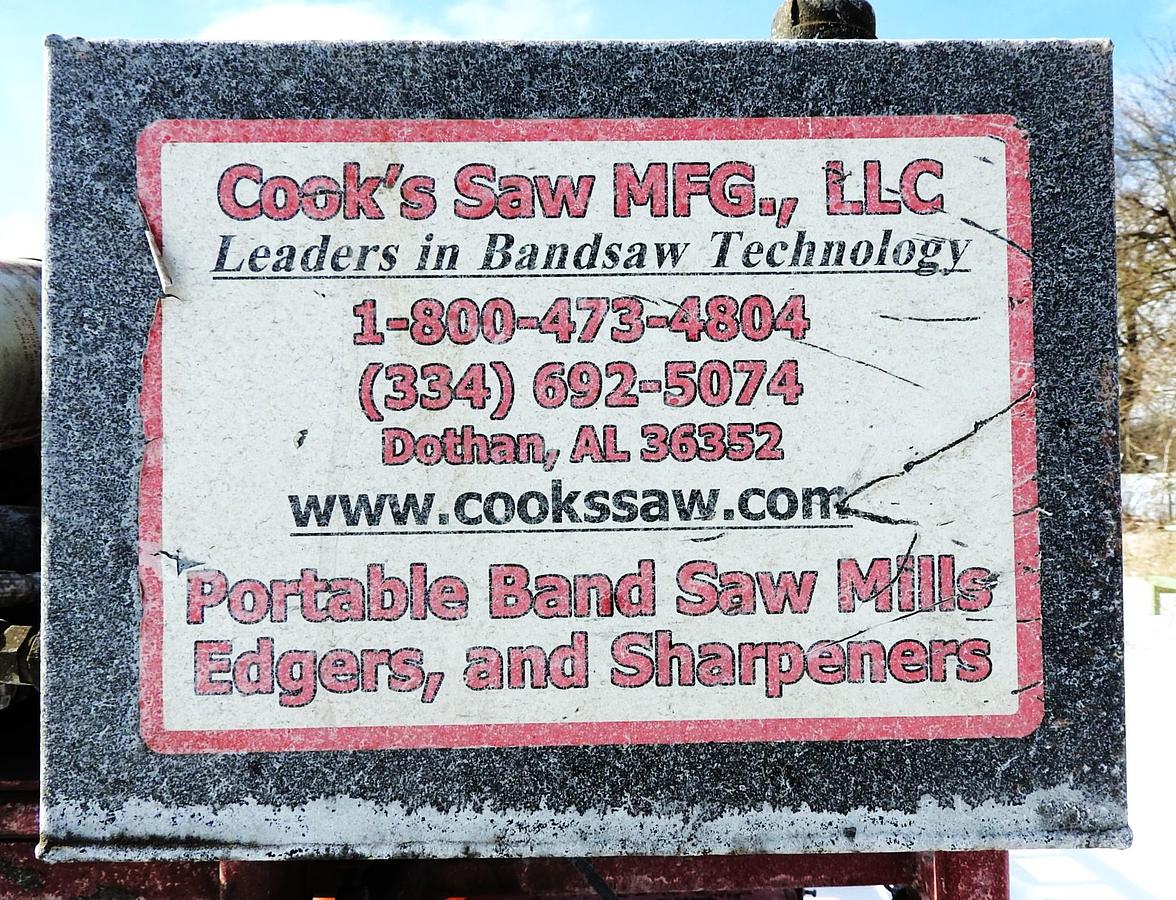 Cook's Saw MFG., LLC
Leaders in Bandsaw Technology
1-800-473-4804
(334) 692-5074
Dothan, AL 36352
www.cookssaw.com
Portable Band Saw Mills
Edgers, and Sharpeners